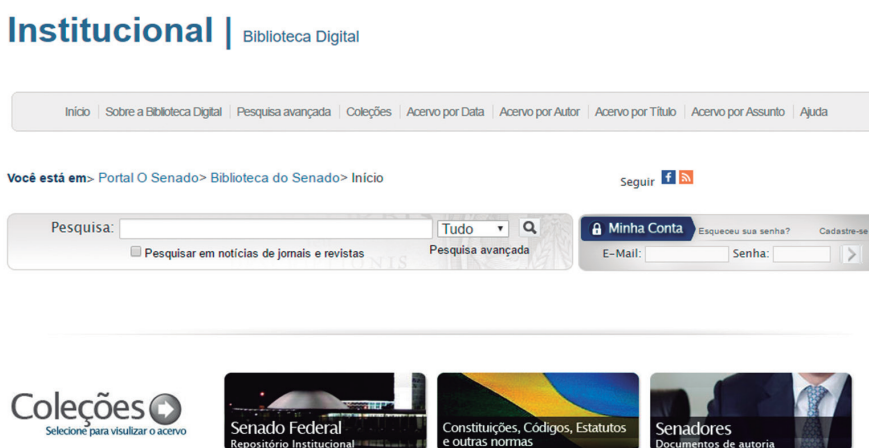 Institucional | Biblioteca Digital
Início | Sobre a Biblioteca Digital | Pesquisa avançada | Coleções | Acervo por Data | Acervo por Autor | Acervo por Título | Acervo por Assunto | Ajuda
Você está em> Portal O Senado> Biblioteca do Senado> Início
Seguir
Pesquisa: Tudo
Pesquisar em notícias de jornais e revistas
Pesquisa avançada
Minha Conta Esqueceu sua senha? Cadastre-se
E-Mail: Senha:
Coleções
Selecione para visualizar o acervo
Senado Federal
Repositório Institucional
Constituições, Códigos, Estatutos
e outras normas
Senadores
Documentos de autoria